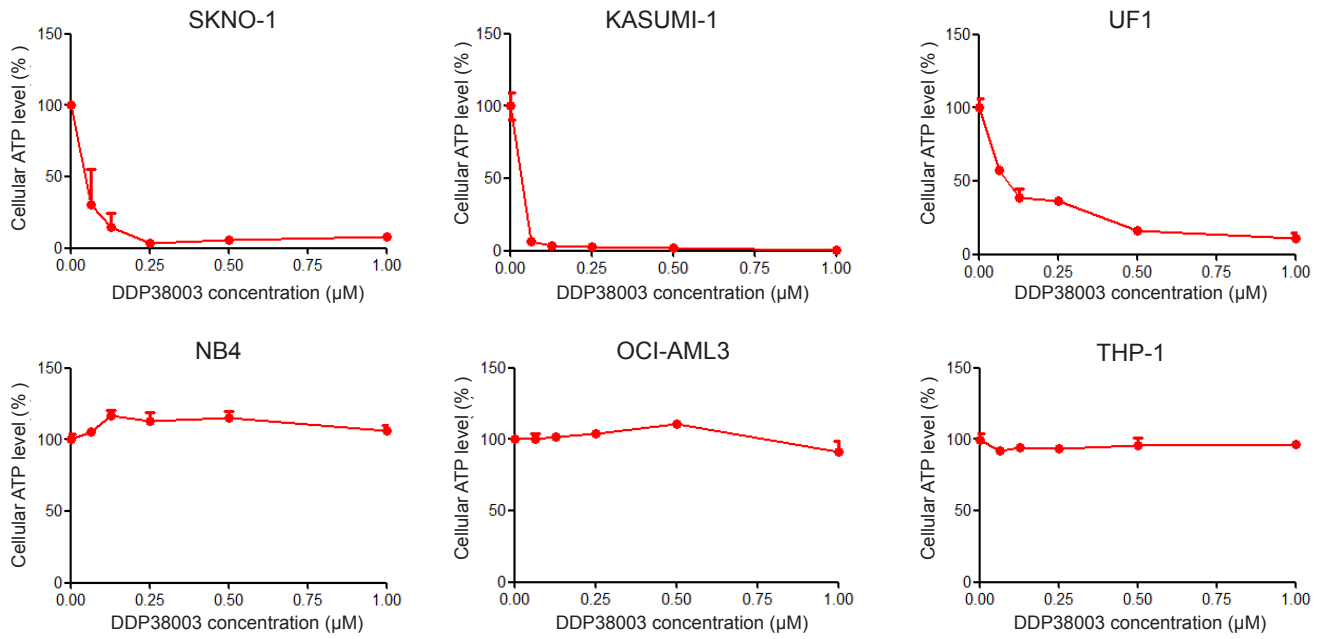 SKNO-1
150
100
50
0
Cellular ATP level (% )
0.00 0.25 0.50 0.75 1.00
DDP38003 concentration (µM)
KASUMI-1
150
100
50
0
Cellular ATP level (% )
0.00 0.25 0.50 0.75 1.00
DDP38003 concentration (µM)
UF1
150
100
50
0
Cellular ATP level (% )
0.00 0.25 0.50 0.75 1.00
DDP38003 concentration (µM)
NB4
150
100
50
0
Cellular ATP level (% )
0.00 0.25 0.50 0.75 1.00
DDP38003 concentration (µM)
OCI-AML3
150
100
50
0
Cellular ATP level (% )
0.00 0.25 0.50 0.75 1.00
DDP38003 concentration (µM)
THP-1
150
100
50
0
Cellular ATP level (% )
0.00 0.25 0.50 0.75 1.00
DDP38003 concentration (µM)